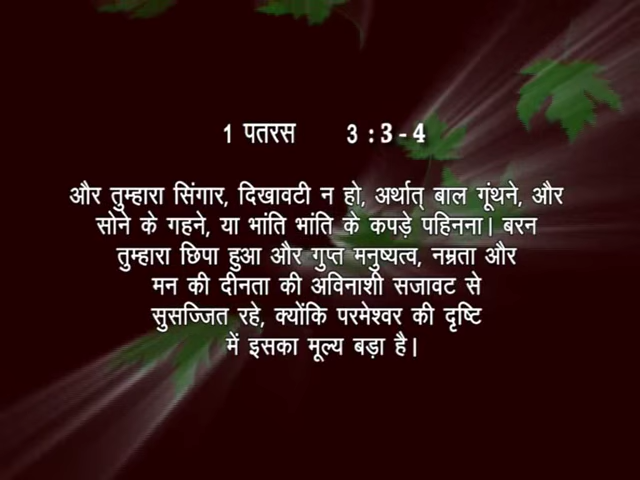 1 पतरस 3 : 3 - 4
और तुम्हारा सिंगार, दिखावटी न हो, अर्थात् बाल गूंथने, और
सोने के गहने, या भांति भांति के कपड़े पहिनना। बरन
तुम्हारा छिपा हुआ और गुप्त मनुष्यत्व, नम्रता और
मन की दीनता की अविनाशी सजावट से
सुसज्जित रहे, क्योंकि परमेश्वर की दृष्टि
में इसका मूल्य बड़ा है।